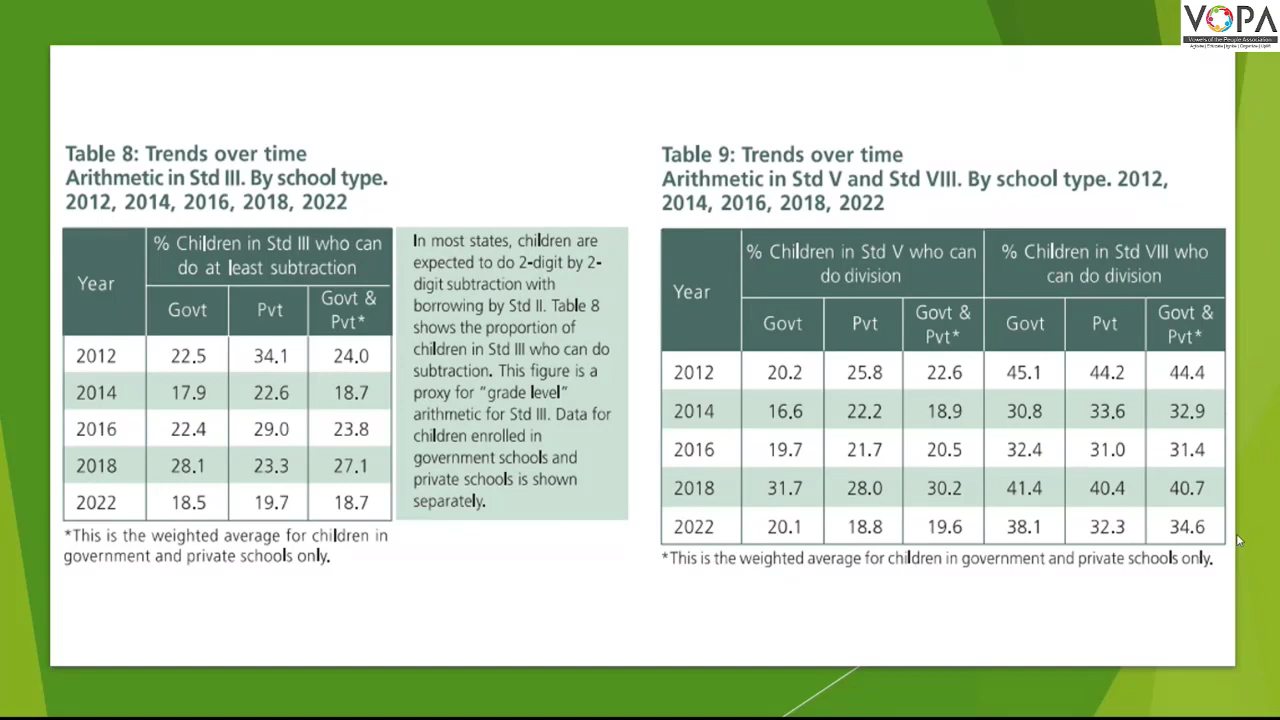 VOPA
Vowels of the People Association
Table 8: Trends over time
Arithmetic in Std III. By school type.
2012, 2014, 2016, 2018, 2022
Year
% Children in Std III who can
do at least subtraction
Govt Pvt Govt &
Pvt*
2012 22.5 34.1 24.0
2014 17.9 22.6 18.7
2016 22.4 29.0 23.8
2018 28.1 23.3 27.1
2022 18.5 19.7 18.7
*This is the weighted average for children in
government and private schools only.
In most states, children are
expected to do 2-digit by 2-
digit subtraction with
borrowing by Std II. Table 8
shows the proportion of
children in Std III who can do
subtraction. This figure is a
proxy for “grade level”
arithmetic for Std III. Data for
children enrolled in
government schools and
private schools is shown
separately.
Table 9: Trends over time
Arithmetic in Std V and Std VIII. By school type. 2012,
2014, 2016, 2018, 2022
Year
% Children in Std V who can
do division
% Children in Std VIII who
can do division
Govt Pvt Govt &
Pvt*
Govt Pvt Govt &
Pvt*
2012 20.2 25.8 22.6 45.1 44.2 44.4
2014 16.6 22.2 18.9 30.8 33.6 32.9
2016 19.7 21.7 20.5 32.4 31.0 31.4
2018 31.7 28.0 30.2 41.4 40.4 40.7
2022 20.1 18.8 19.6 38.1 32.3 34.6
*This is the weighted average for children in government and private schools only.